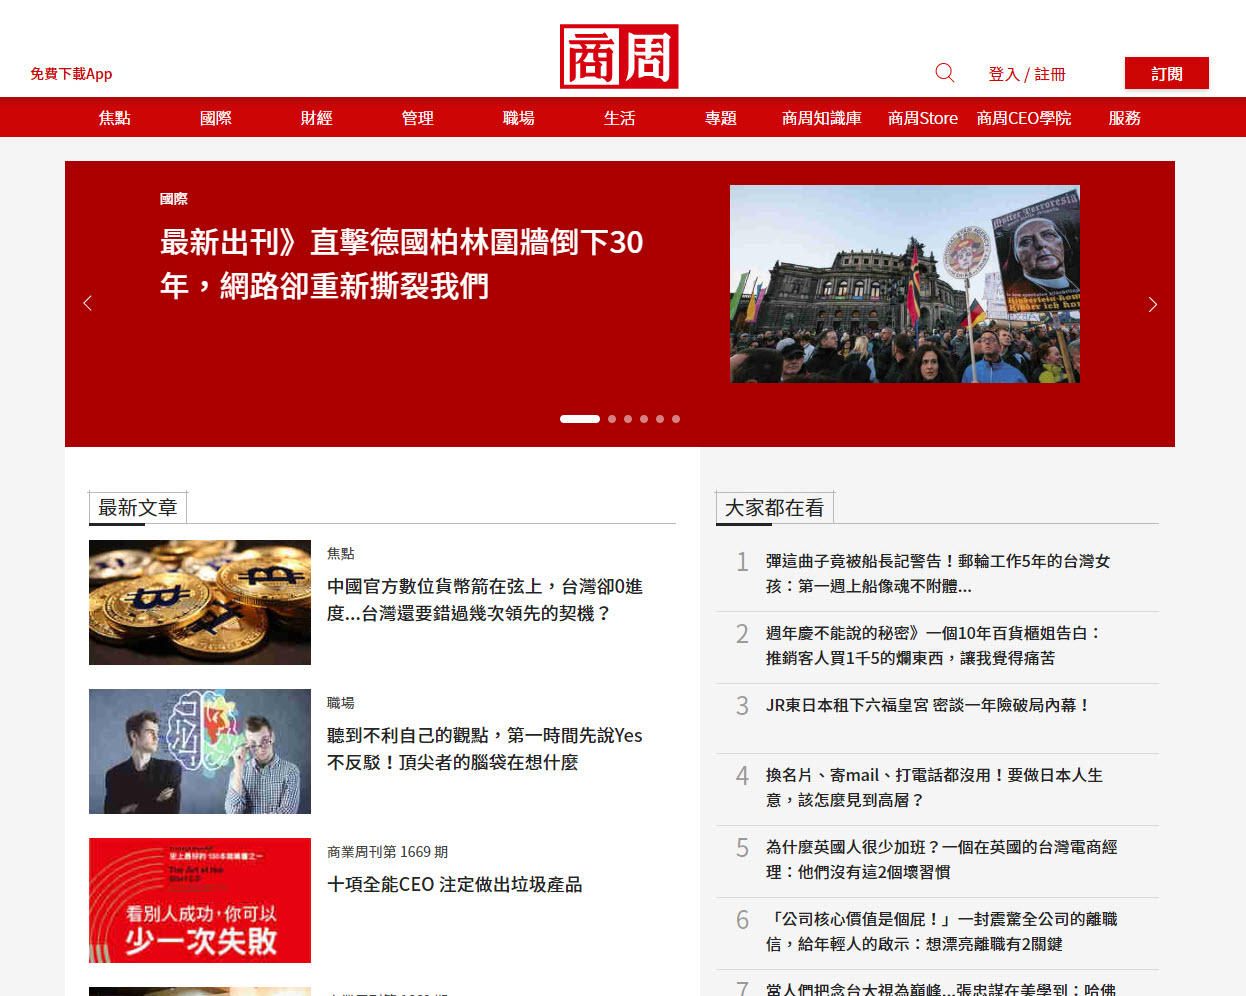 商周
免費下載App
登入 / 註冊
訂閱
焦點 國際 財經 管理 職場 生活 專題 商周知識庫 商周Store 商周CEO學院 服務
國際
最新出刊》直擊德國柏林圍牆倒下30
年，網路卻重新撕裂我們
最新文章
焦點
中國官方數位貨幣箭在弦上，台灣卻0進
度...台灣還要錯過幾次領先的契機？
職場
聽到不利自己的觀點，第一時間先說Yes
不反駁！頂尖者的腦袋在想什麼
看別人成功，你可以
少一次失敗
商業周刊第 1669 期
十項全能CEO 注定做出垃圾產品
大家都在看
1 彈這曲子竟被船長記警告！郵輪工作5年的台灣女
孩：第一週上船像魂不附體...
2 週年慶不能說的秘密》一個10年百貨櫃姐告白：
推銷客人買1千5的爛東西，讓我覺得痛苦
3 JR東日本租下六福皇宮 密談一年險破局內幕！
4 換名片、寄mail、打電話都沒用！要做日本人生
意，該怎麼見到高層？
5 為什麼英國人很少加班？一個在英國的台灣電商經
理：他們沒有這2個壞習慣
6 「公司核心價值是個屁！」一封震驚全公司的離職
信，給年輕人的啟示：想漂亮離職有2關鍵
7 當人們把念台大視為巔峰...張忠謀在美學到：哈佛